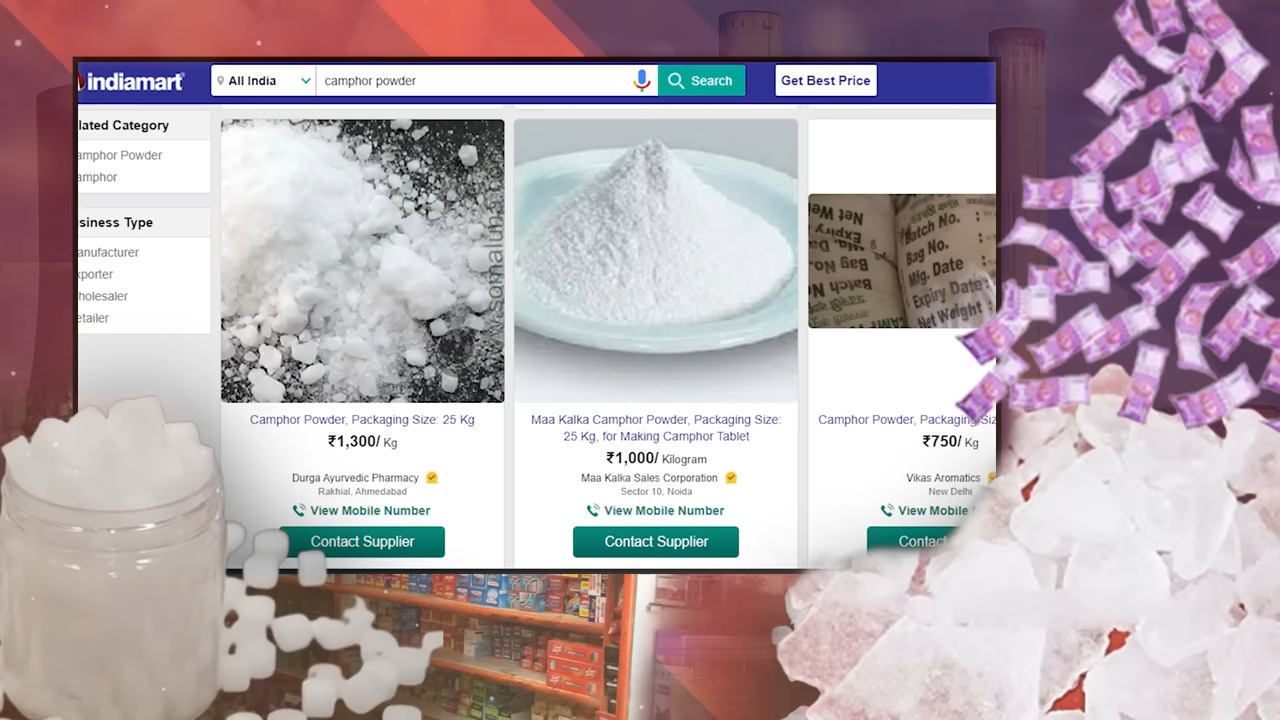 indiamart
All India
camphor powder
Search
Get Best Price
lated Category
amphor Powder
amphor
siness Type
anufacturer
xporter
holesaler
etailer
Camphor Powder, Packaging Size: 25 Kg
₹1,300/ Kg
Durga Ayurvedic Pharmacy
Rakhial, Ahmedabad
View Mobile Number
Contact Supplier
Maa Kalka Camphor Powder, Packaging Size:
25 Kg, for Making Camphor Tablet
₹1,000/ Kilogram
Maa Kalka Sales Corporation
Sector 10, Noida
View Mobile Number
Contact Supplier
Batch No.
Bag No.
Mfg. Date
Expiry Date:
Net Weight
Camphor Powder, Packaging Siz
₹750/ Kg
Vikas Aromatics
New Delhi
View Mobile
Contac